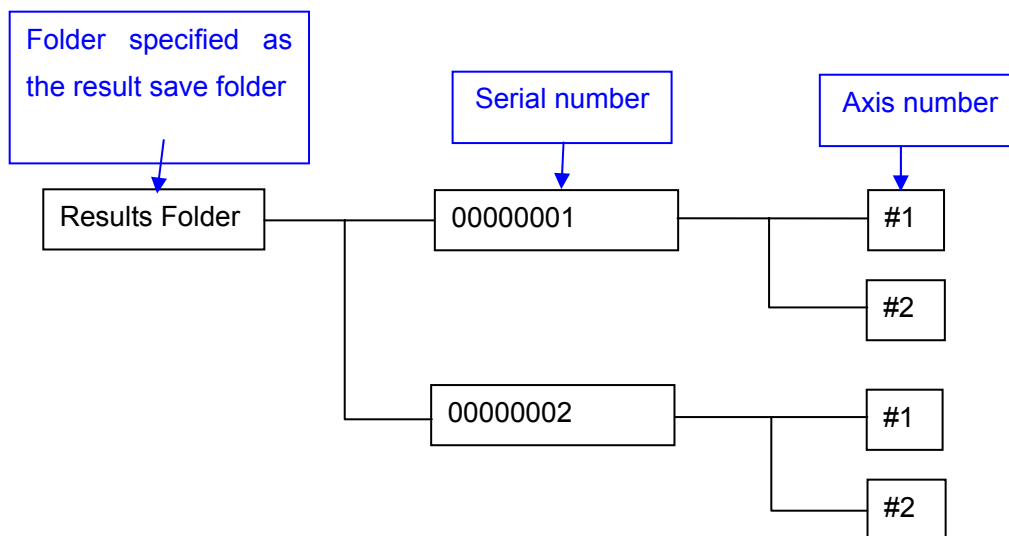 Folder specified as
the result save folder
Serial number
Axis number
Results Folder
00000001
#1
#2
00000002
#1
#2